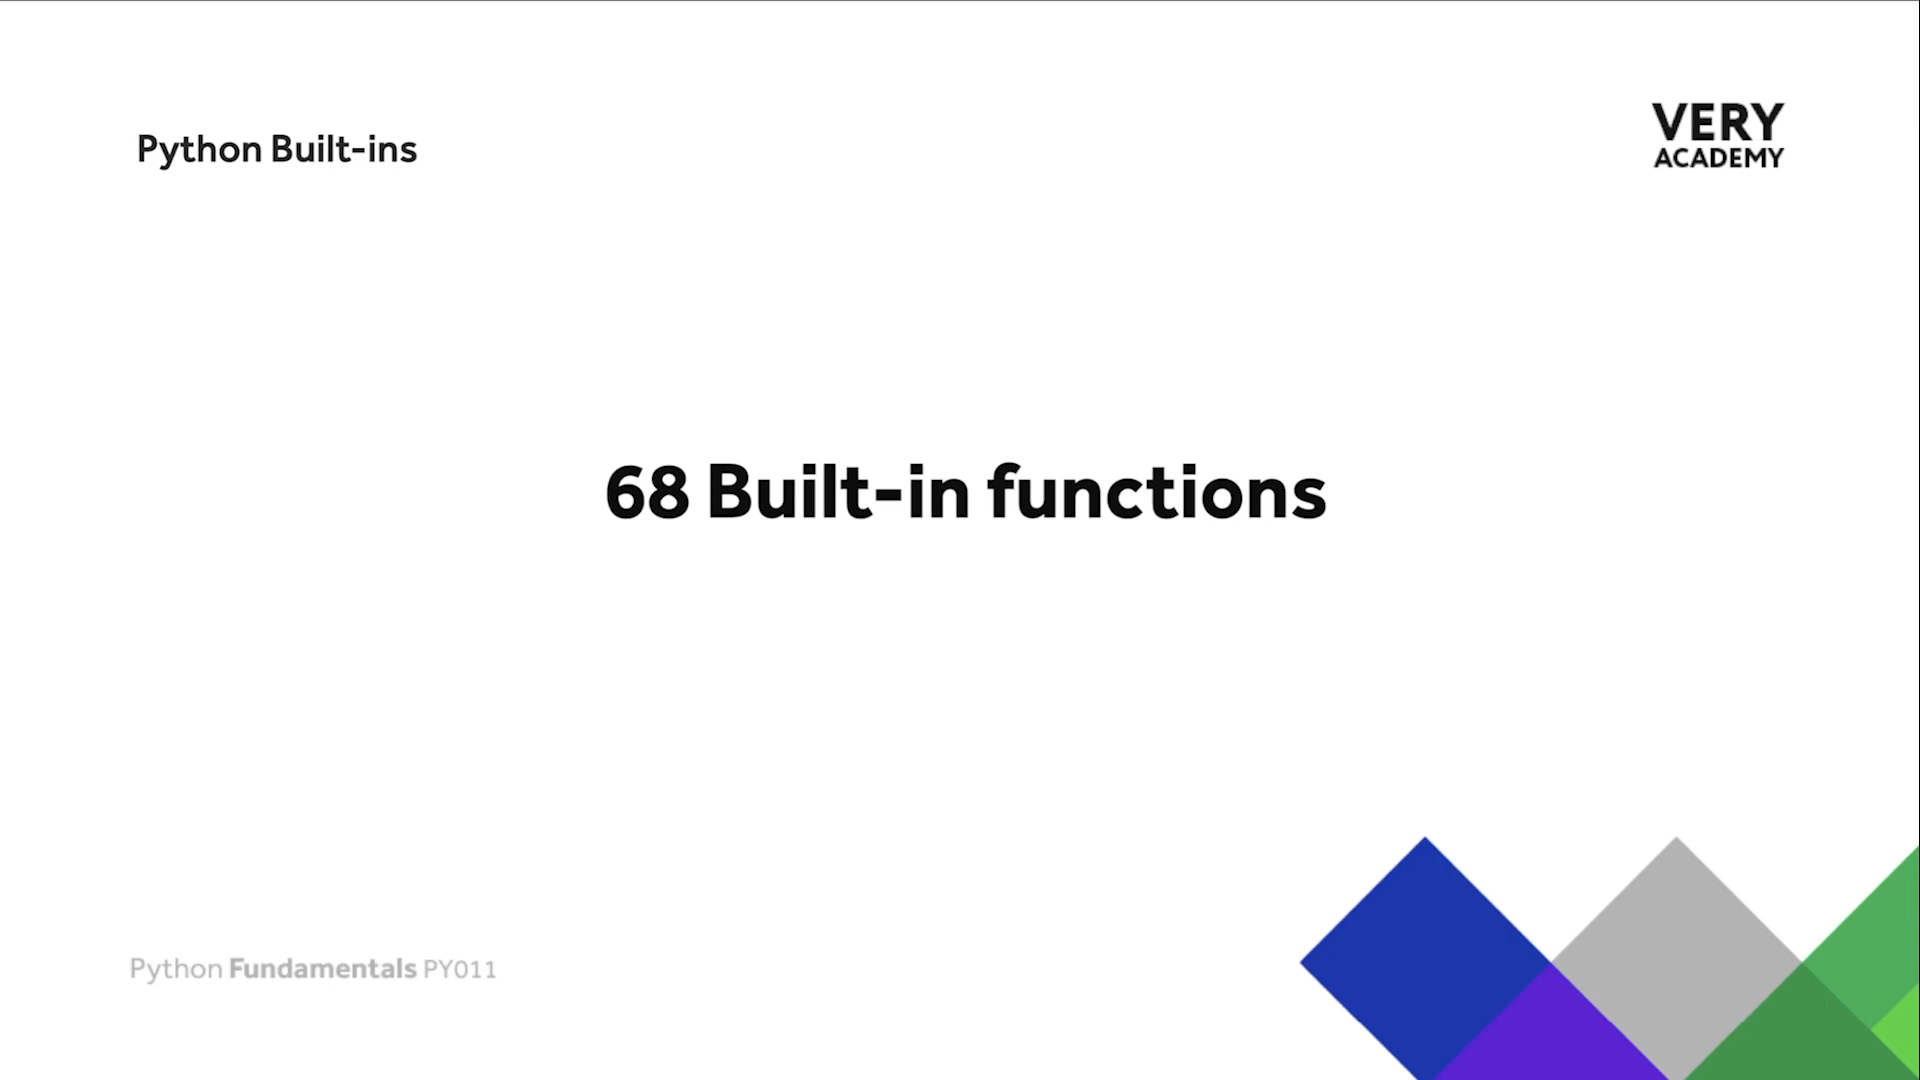 Python Built-ins
VERY
ACADEMY
68 Built-in functions
Python Fundamentals PY011